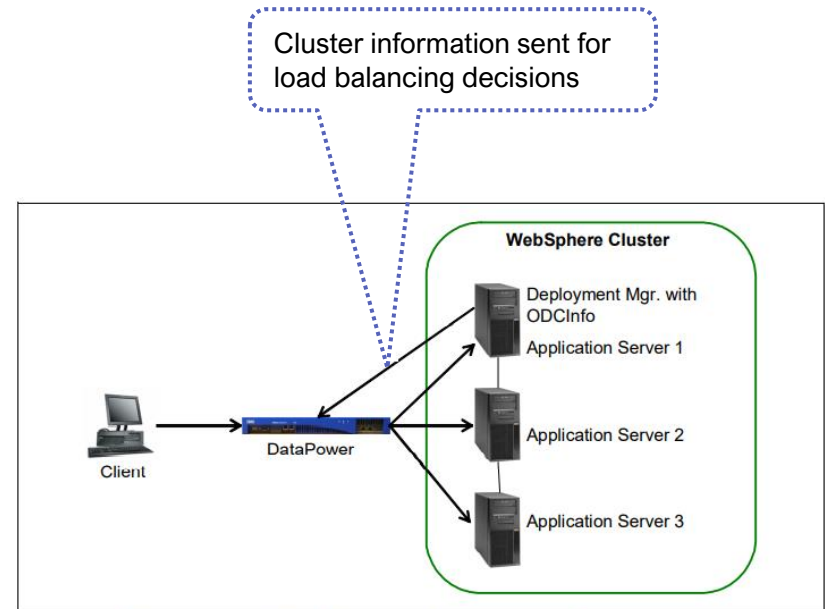 Cluster information sent for
load balancing decisions
WebSphere Cluster
Deployment Mgr. with
ODCInfo
Application Server 1
Application Server 2
DataPower
Client
Application Server 3